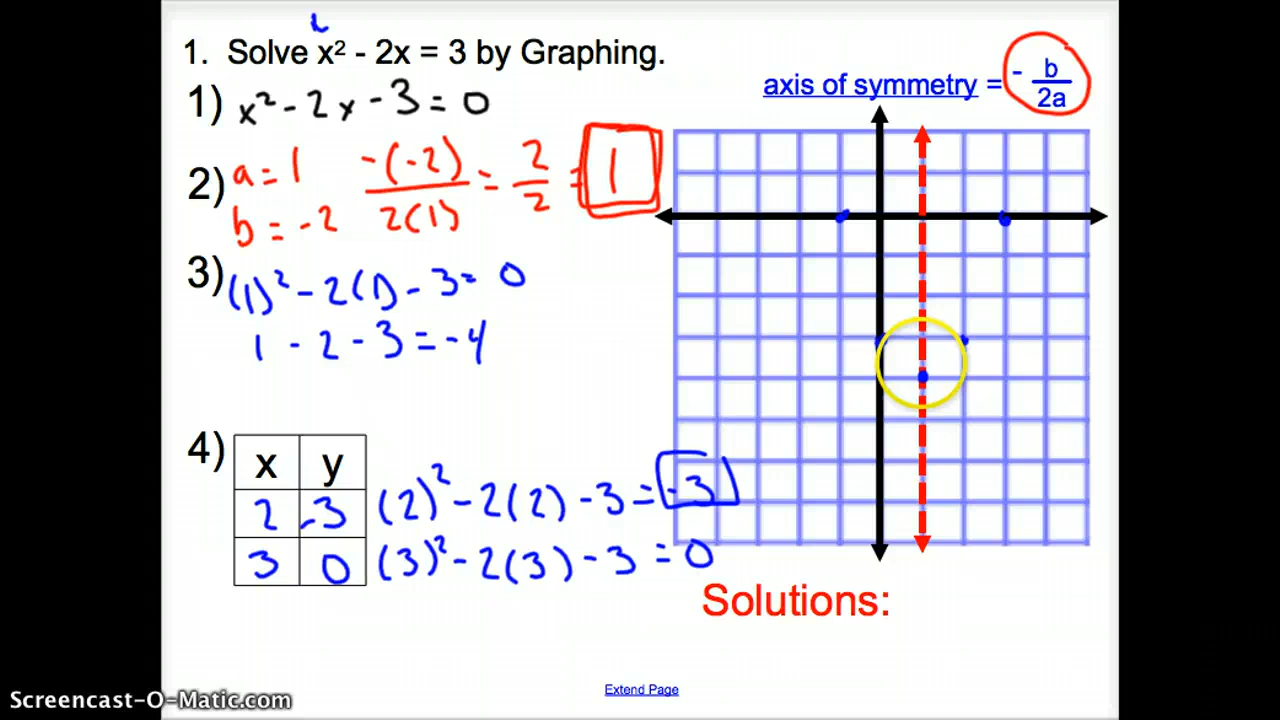 1. Solve x² - 2x = 3 by Graphing.
axis of symmetry = - b/2a
1) x² - 2x - 3 = 0
2) a = 1 -(-2)/2(1) = 2/2 = 1
b = -2
3) (1)² - 2(1) - 3 = 0
1 - 2 - 3 = -4
4) x y
2 -3 (2)² - 2(2) - 3 = -3
3 0 (3)² - 2(3) - 3 = 0
Solutions:
Extend Page
Screencast-O-Matic.com